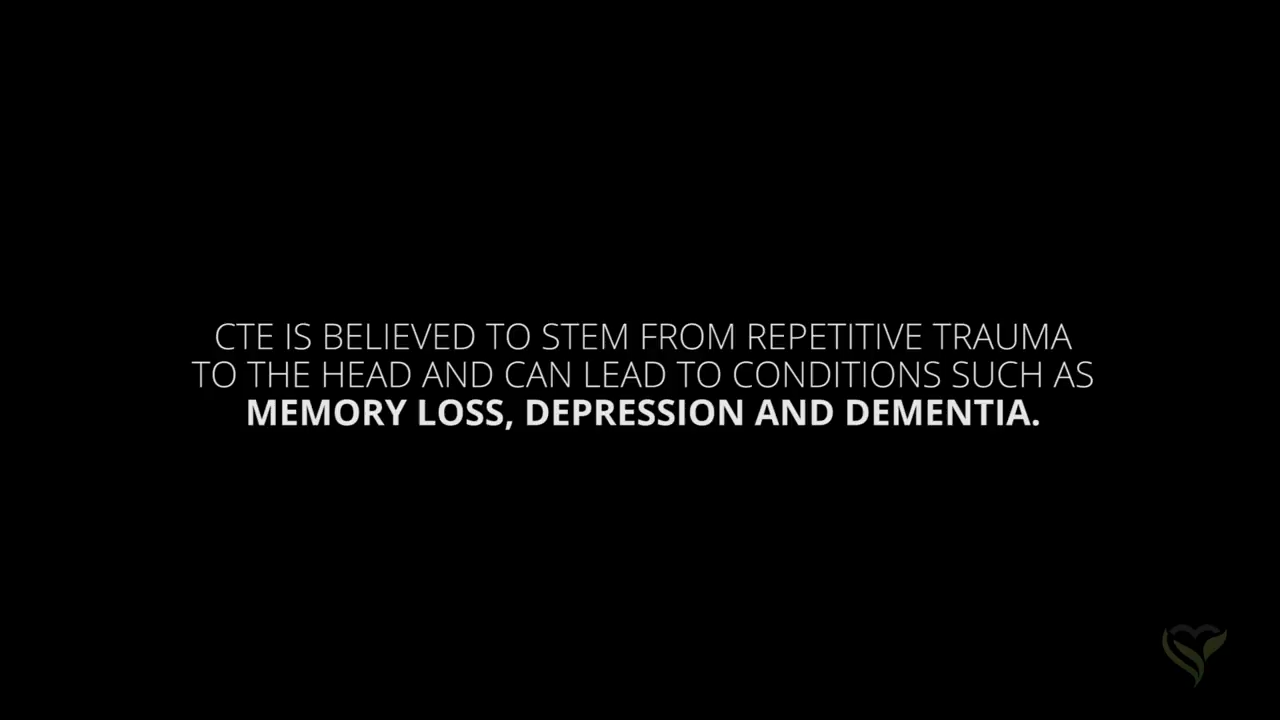 CTE IS BELIEVED TO STEM FROM REPETITIVE TRAUMA
TO THE HEAD AND CAN LEAD TO CONDITIONS SUCH AS
MEMORY LOSS, DEPRESSION AND DEMENTIA.